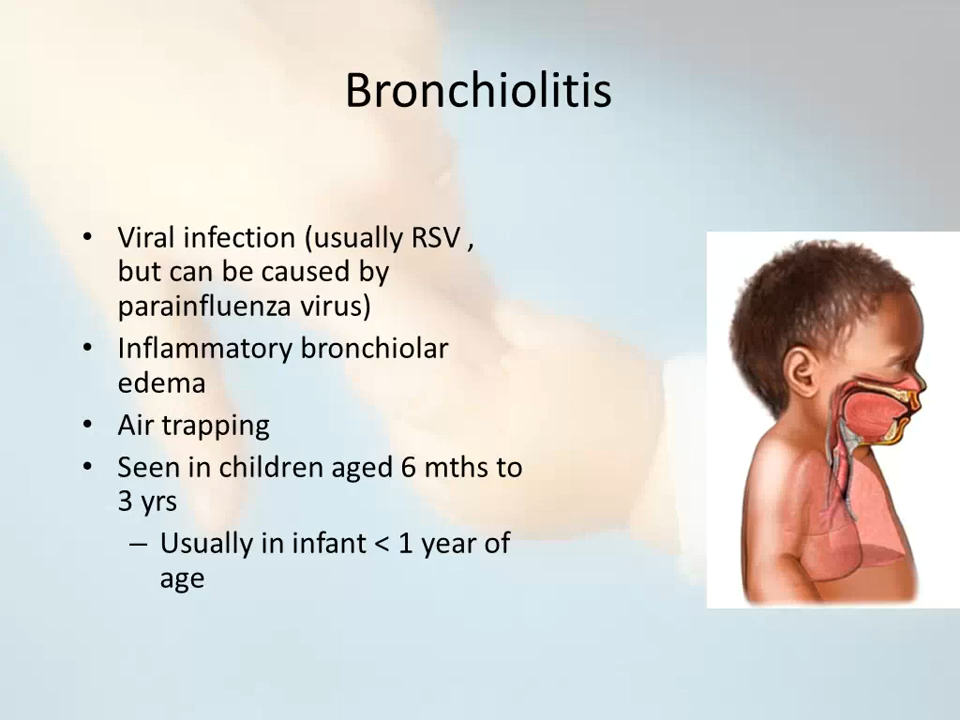 Bronchiolitis
• Viral infection (usually RSV ,
but can be caused by
parainfluenza virus)
• Inflammatory bronchiolar
edema
• Air trapping
• Seen in children aged 6 mths to
3 yrs
– Usually in infant < 1 year of
age